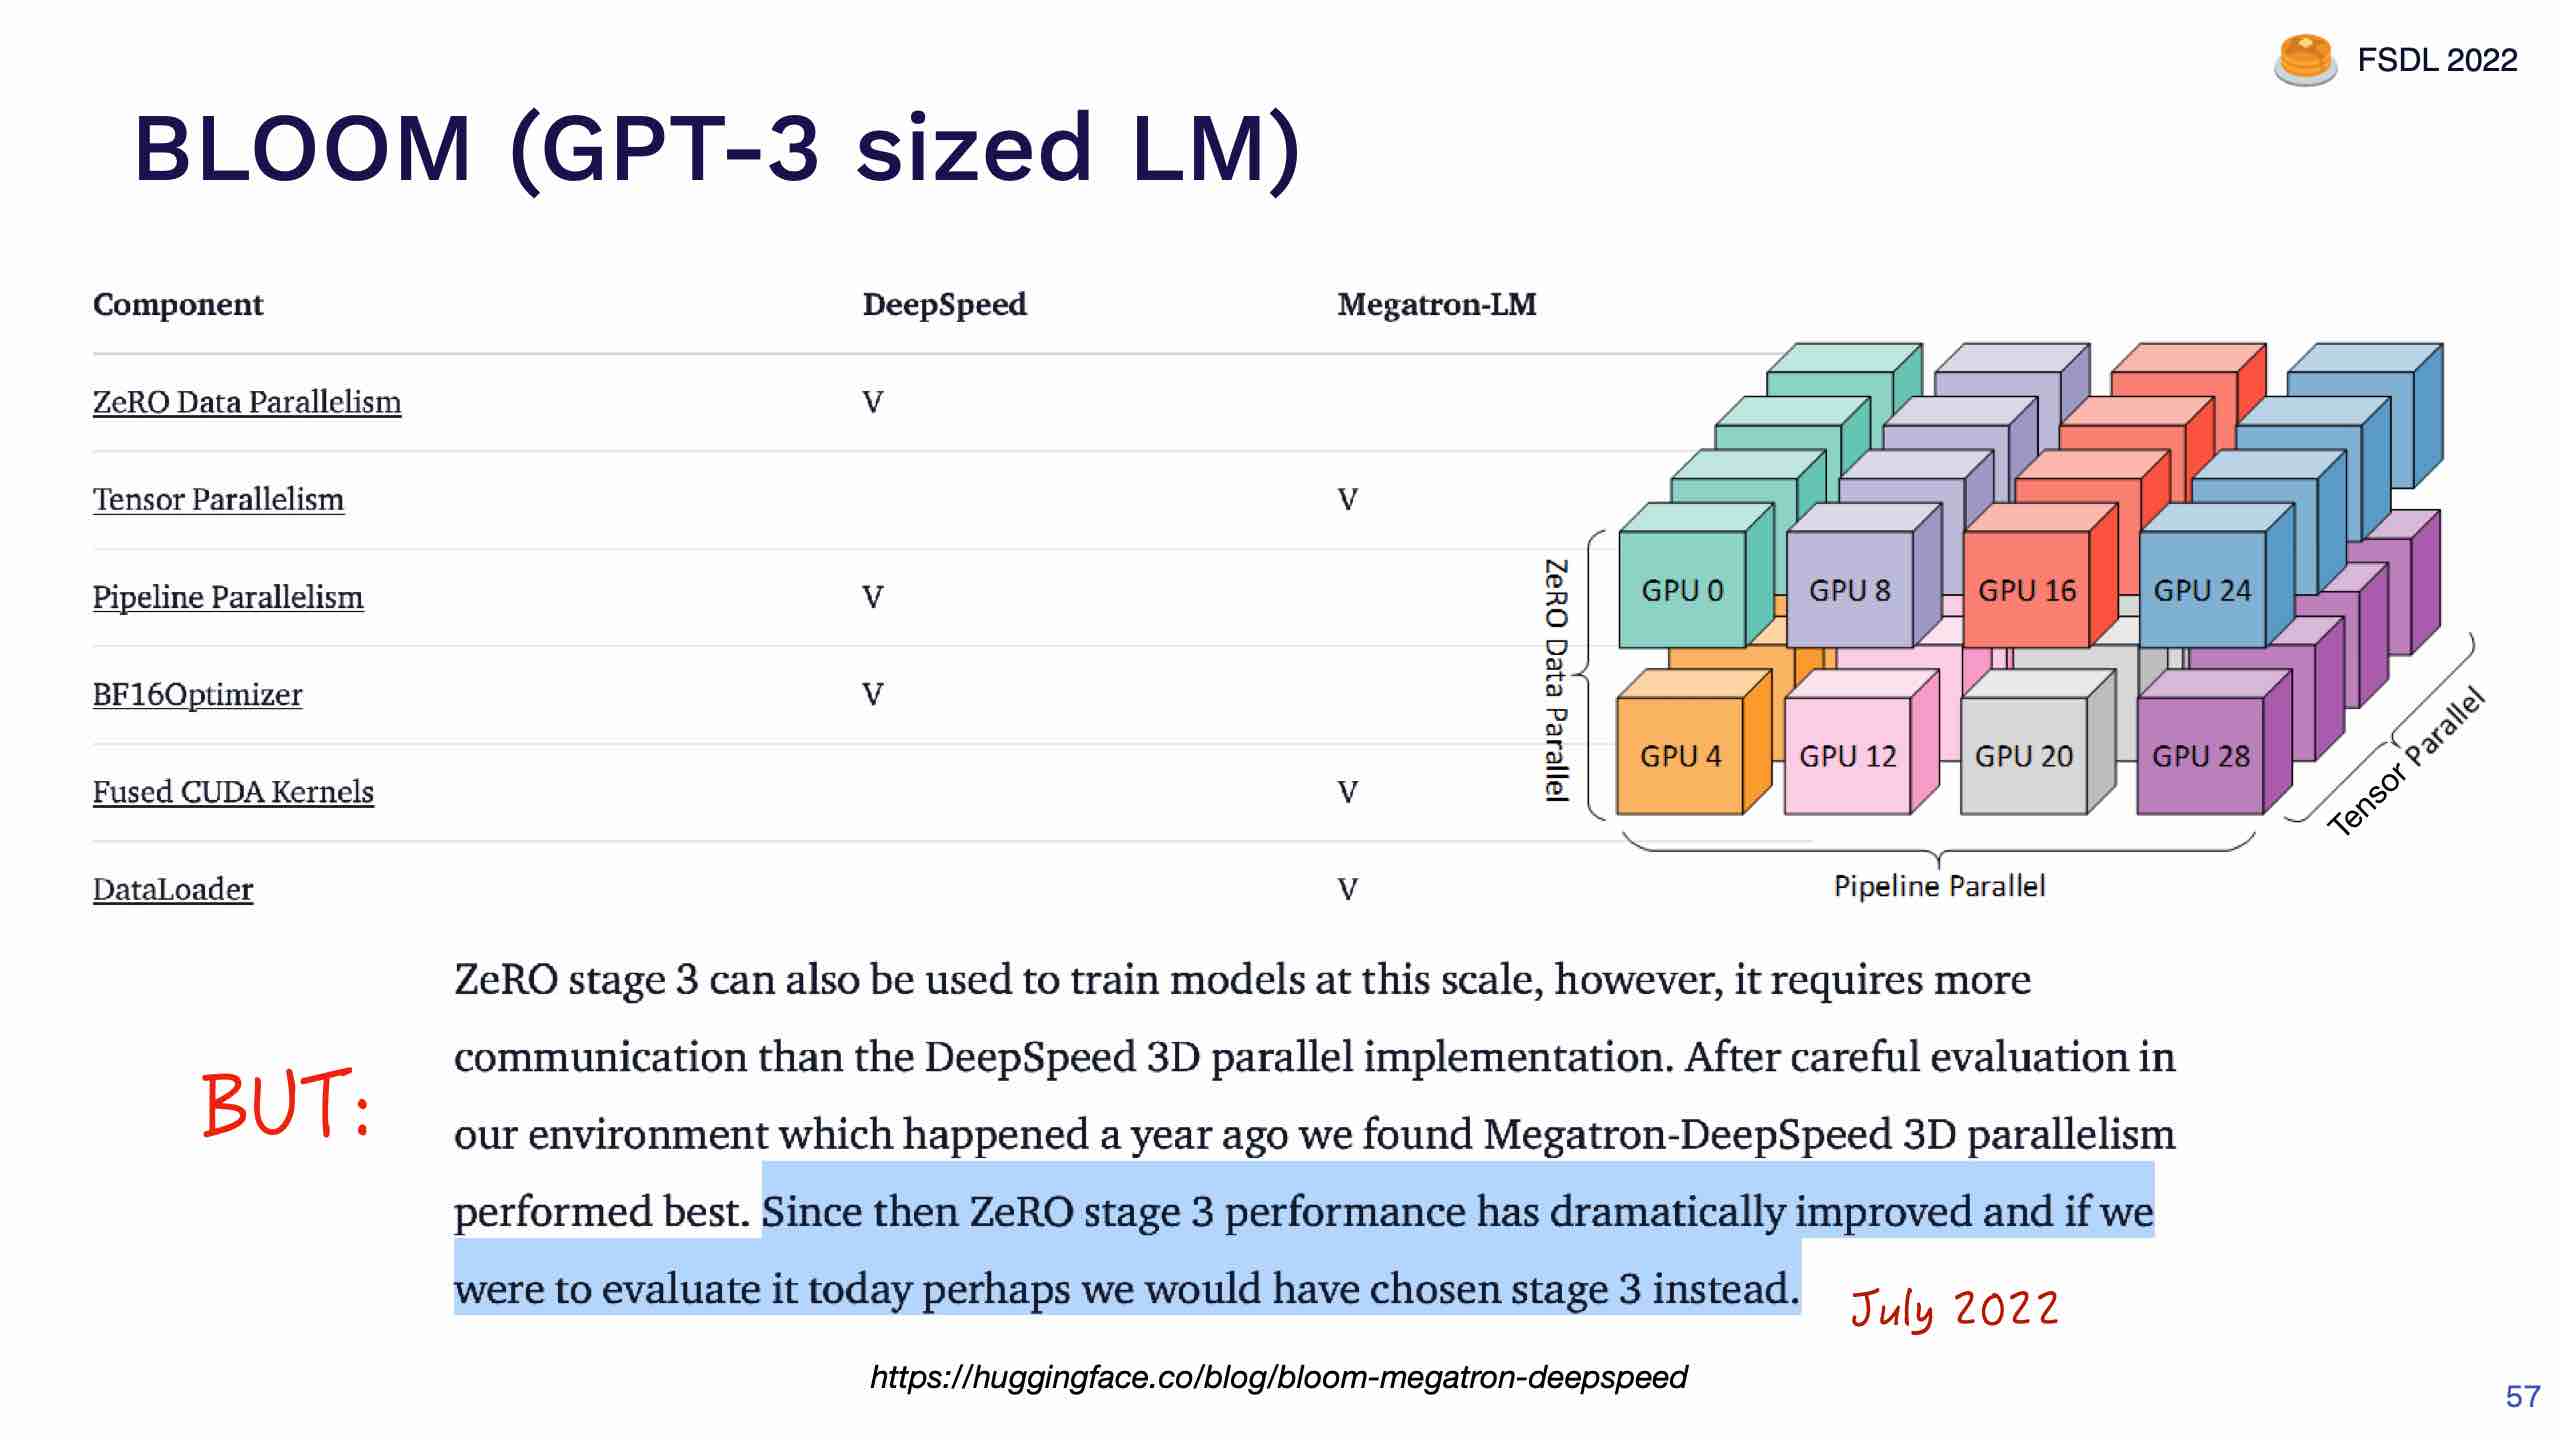 FSDL 2022
BLOOM (GPT-3 sized LM)
Component DeepSpeed Megatron-LM
ZeRO Data Parallelism V
Tensor Parallelism V
Pipeline Parallelism V
BF16Optimizer V
Fused CUDA Kernels V
DataLoader V
ZeRO Data Parallel
GPU 0 GPU 8 GPU 16 GPU 24
GPU 4 GPU 12 GPU 20 GPU 28
Tensor Parallel
Pipeline Parallel
BUT:
ZeRO stage 3 can also be used to train models at this scale, however, it requires more
communication than the DeepSpeed 3D parallel implementation. After careful evaluation in
our environment which happened a year ago we found Megatron-DeepSpeed 3D parallelism
performed best. Since then ZeRO stage 3 performance has dramatically improved and if we
were to evaluate it today perhaps we would have chosen stage 3 instead.
July 2022
https://huggingface.co/blog/bloom-megatron-deepspeed
57